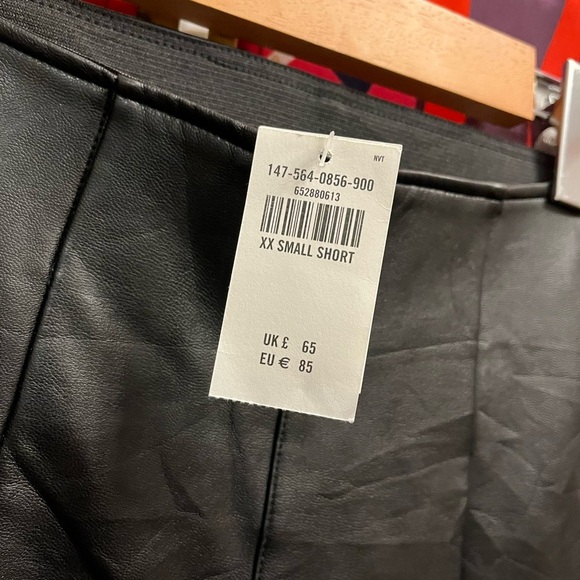 NVT
147-564-0856-900
652880613
XX SMALL SHORT
UK £ 65
EU € 85